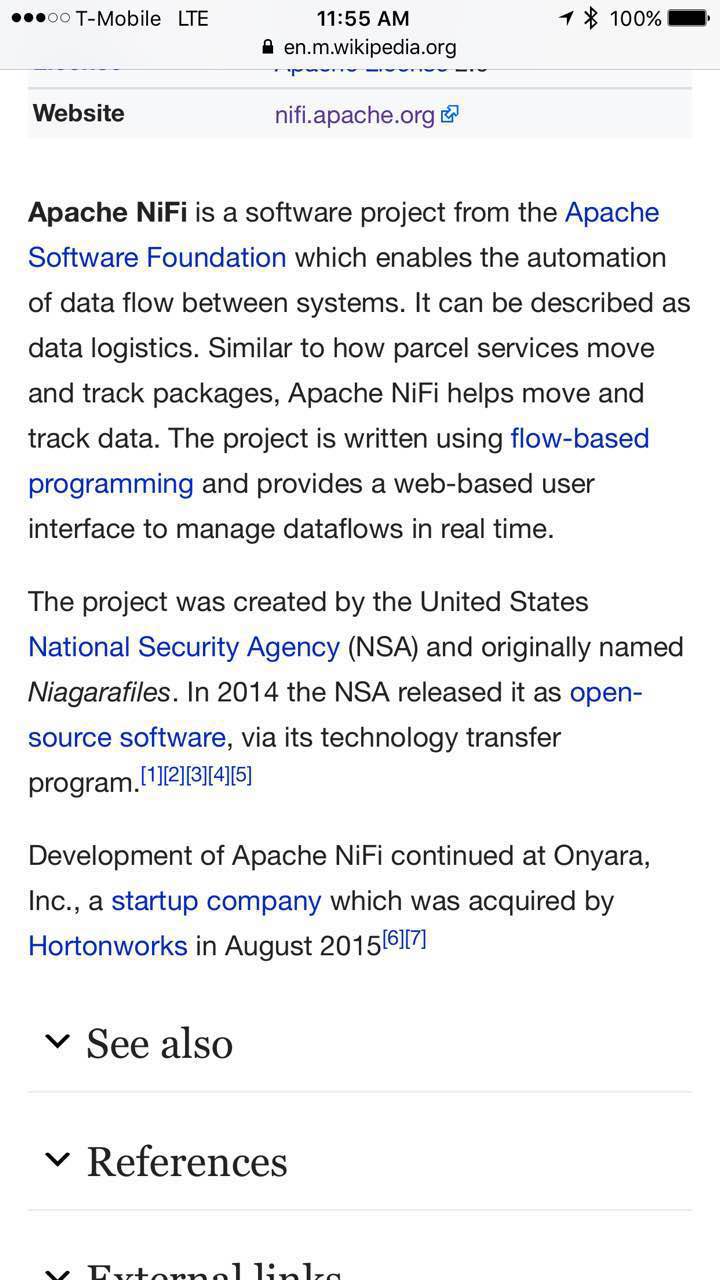 T-Mobile LTE 11:55 AM 100%
en.m.wikipedia.org
License Apache License 2.0
Website nifi.apache.org
Apache NiFi is a software project from the Apache
Software Foundation which enables the automation
of data flow between systems. It can be described as
data logistics. Similar to how parcel services move
and track packages, Apache NiFi helps move and
track data. The project is written using flow-based
programming and provides a web-based user
interface to manage dataflows in real time.
The project was created by the United States
National Security Agency (NSA) and originally named
Niagarafiles. In 2014 the NSA released it as open-
source software, via its technology transfer
program.[1][2][3][4][5]
Development of Apache NiFi continued at Onyara,
Inc., a startup company which was acquired by
Hortonworks in August 2015[6][7]
See also
References
External links